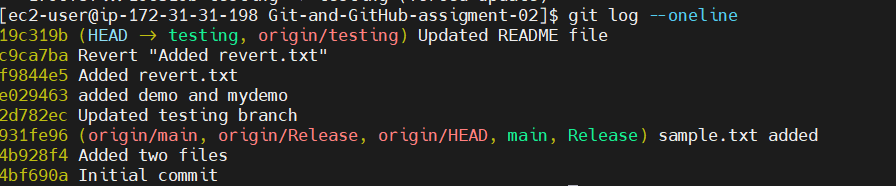 [ec2-user@ip-172-31-31-198 Git-and-GitHub-assigment-02]$ git log --oneline
19c319b (HEAD -> testing, origin/testing) Updated README file
c9ca7ba Revert "Added revert.txt"
f9844e5 Added revert.txt
e029463 added demo and mydemo
2d782ec Updated testing branch
931fe96 (origin/main, origin/Release, origin/HEAD, main, Release) sample.txt added
4b928f4 Added two files
4bf690a Initial commit